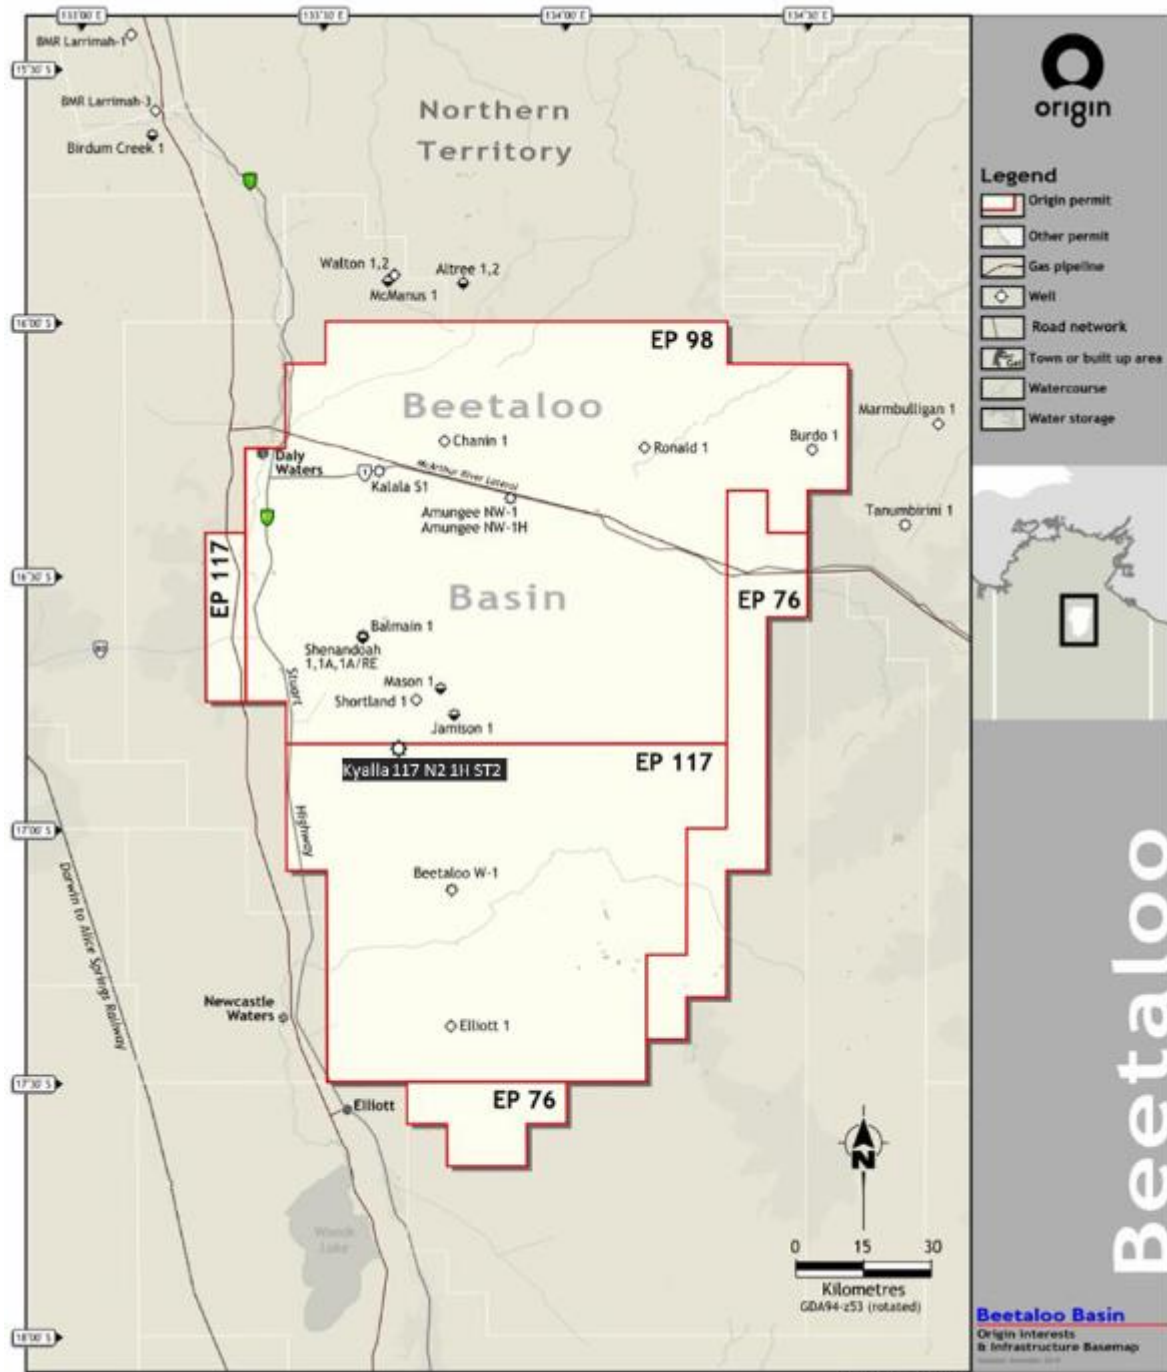 133°00' E
133°30' E
134°00' E
134°30' E
BMR Larrimah-1
15°30' S
BMR Larrimah-3
Birdum Creek 1
Northern
Territory
Walton 1,2
Altree 1,2
McManus 1
16°00' S
EP 98
Beetaloo
Chanin 1
Ronald 1
Burdo 1
Marmbulligan 1
Daly
Waters
1
Kalala S1
McArthur River Lateral
Amungee NW-1
Amungee NW-1H
Tanumbirini 1
EP 117
16°30' S
Basin
EP 76
Balmain 1
Shenandoah
1,1A,1A/RE
Stuart
Mason 1
Shortland 1
Jamison 1
Kyalla 117 N2 1H ST2
EP 117
Highway
17°00' S
Darwin to Alice Springs Railway
Beetaloo W-1
Newcastle
Waters
Elliott 1
17°30' S
EP 76
Elliott
Woods
Lake
N
0 15 30
Kilometres
GDA94-z53 (rotated)
18°00' S
origin
Legend
Origin permit
Other permit
Gas pipeline
Well
Road network
Town or built up area
Watercourse
Water storage
Beetaloo
Beetaloo Basin
Origin interests
& Infrastructure Basemap